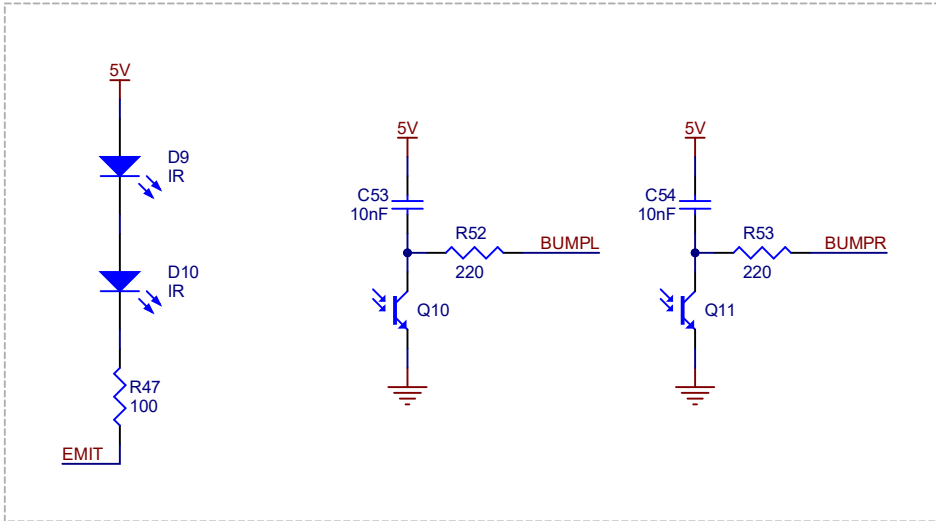 5V
D9
IR
D10
IR
R47
100
EMIT
5V
C53
10nF
R52
220
BUMPL
Q10
5V
C54
10nF
R53
220
BUMPR
Q11